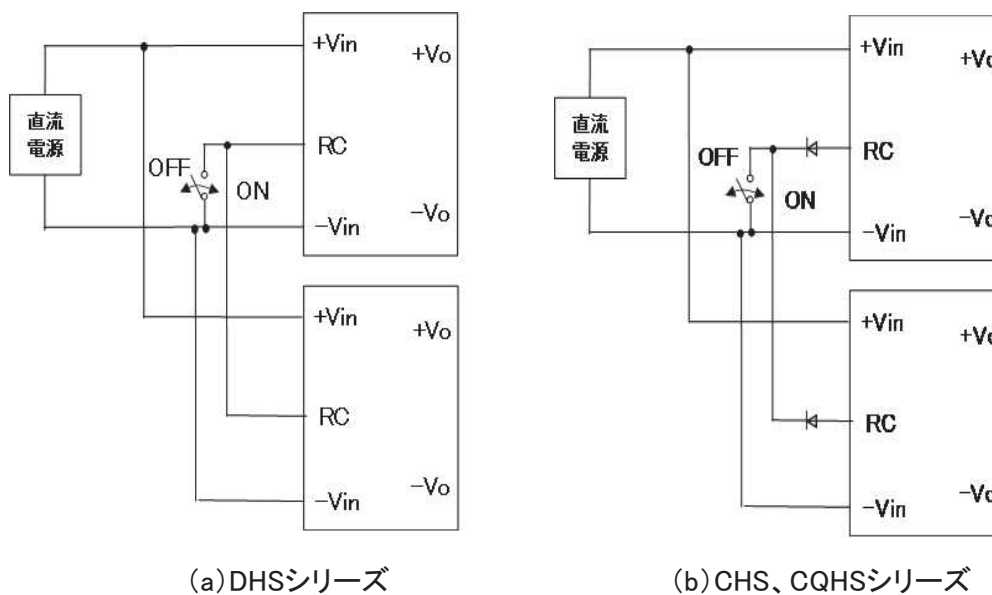 +Vin
+Vo
直流
電源
RC
OFF
ON
-Vo
-Vin
+Vin
+Vo
RC
-Vo
-Vin
(a)DHSシリーズ
+Vin
+Vo
直流
電源
RC
OFF
ON
-Vo
-Vin
+Vin
+Vo
RC
-Vo
-Vin
(b)CHS、CQHSシリーズ